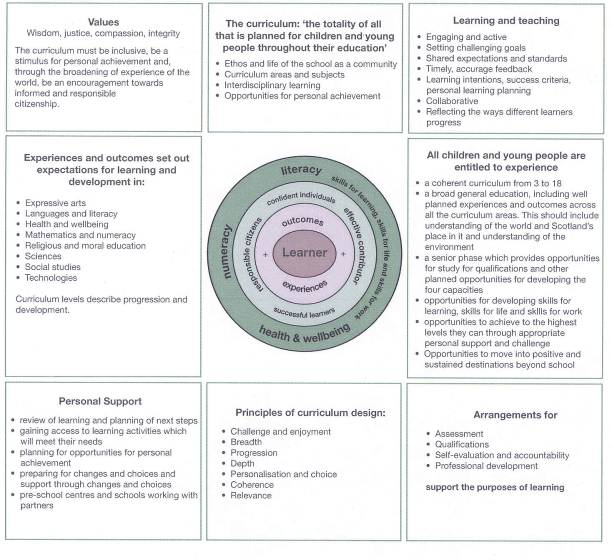 Values
Wisdom, justice, compassion, integrity
The curriculum must be inclusive, be a
stimulus for personal achievement and,
through the broadening of experience of the
world, be an encouragement towards
informed and responsible
citizenship.
The curriculum: 'the totality of all
that is planned for children and young
people throughout their education'
• Ethos and life of the school as a community
• Curriculum areas and subjects
• Interdisciplinary learning
• Opportunities for personal achievement
Learning and teaching
• Engaging and active
• Setting challenging goals
• Shared expectations and standards
• Timely, accurage feedback
• Learning intentions, success criteria,
personal learning planning
• Collaborative
• Reflecting the ways different learners
progress
Experiences and outcomes set out
expectations for learning and
development in:
• Expressive arts
• Languages and literacy
• Health and wellbeing
• Mathematics and numeracy
• Religious and moral education
• Sciences
• Social studies
• Technologies
Curriculum levels describe progression and
development.
literacy
skills for learning, skills for life and skills for work
health & wellbeing
numeracy
confident individuals
effective contributor
successful learners
responsible citizens
outcomes
+ Learner +
experiences
All children and young people are
entitled to experience
• a coherent curriculum from 3 to 18
• a broad general education, including well
planned experiences and outcomes across
all the curriculum areas. This should include
understanding of the world and Scotland's
place in it and understanding of the
environment
• a senior phase which provides opportunities
for study for qualifications and other
planned opportunities for developing the
four capacities
• opportunities for developing skills for
learning, skills for life and skIlls for work
• opportunities to achieve to the highest
levels they can through appropriate
personal support and challenge
• Opportunities to move into positive and
sustained destinations beyond school
Personal Support
• review of learning and planning of next steps
• gaining access to learning activities which
will meet their needs
• planning for opportunities for personal
achievement
• preparing for changes and choices and
support through changes and choices
• pre-school centres and schools working with
partners
Principles of curriculum design:
• Challenge and enjoyment
• Breadth
• Progression
• Depth
• Personalisation and choice
• Coherence
• Relevance
Arrangements for
• Assessment
• Qualifications
• Self-evaluation and accountability
• Professional development
support the purposes of learning